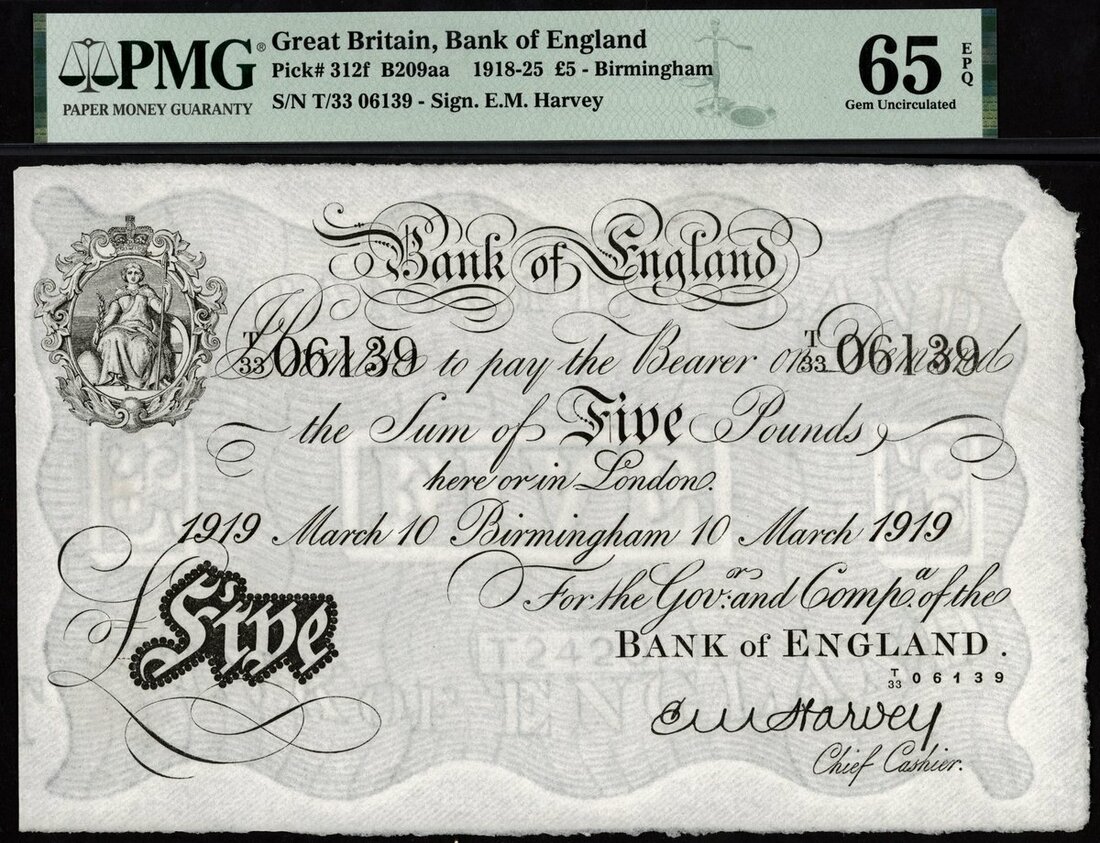 PMG®
PAPER MONEY GUARANTY
Great Britain, Bank of England
Pick# 312f B209aa 1918-25 £5 - Birmingham
S/N T/33 06139 - Sign. E.M. Harvey
65 EPQ
Gem Uncirculated
Bank of England
T/33 06139 T/33 06139
I Promise to pay the Bearer on Demand
the Sum of Five Pounds
here or in London.
1919 March 10 Birmingham 10 March 1919
For the Govr. and Compa. of the
BANK of ENGLAND.
T/33 06139
Five
E M Harvey
Chief Cashier.